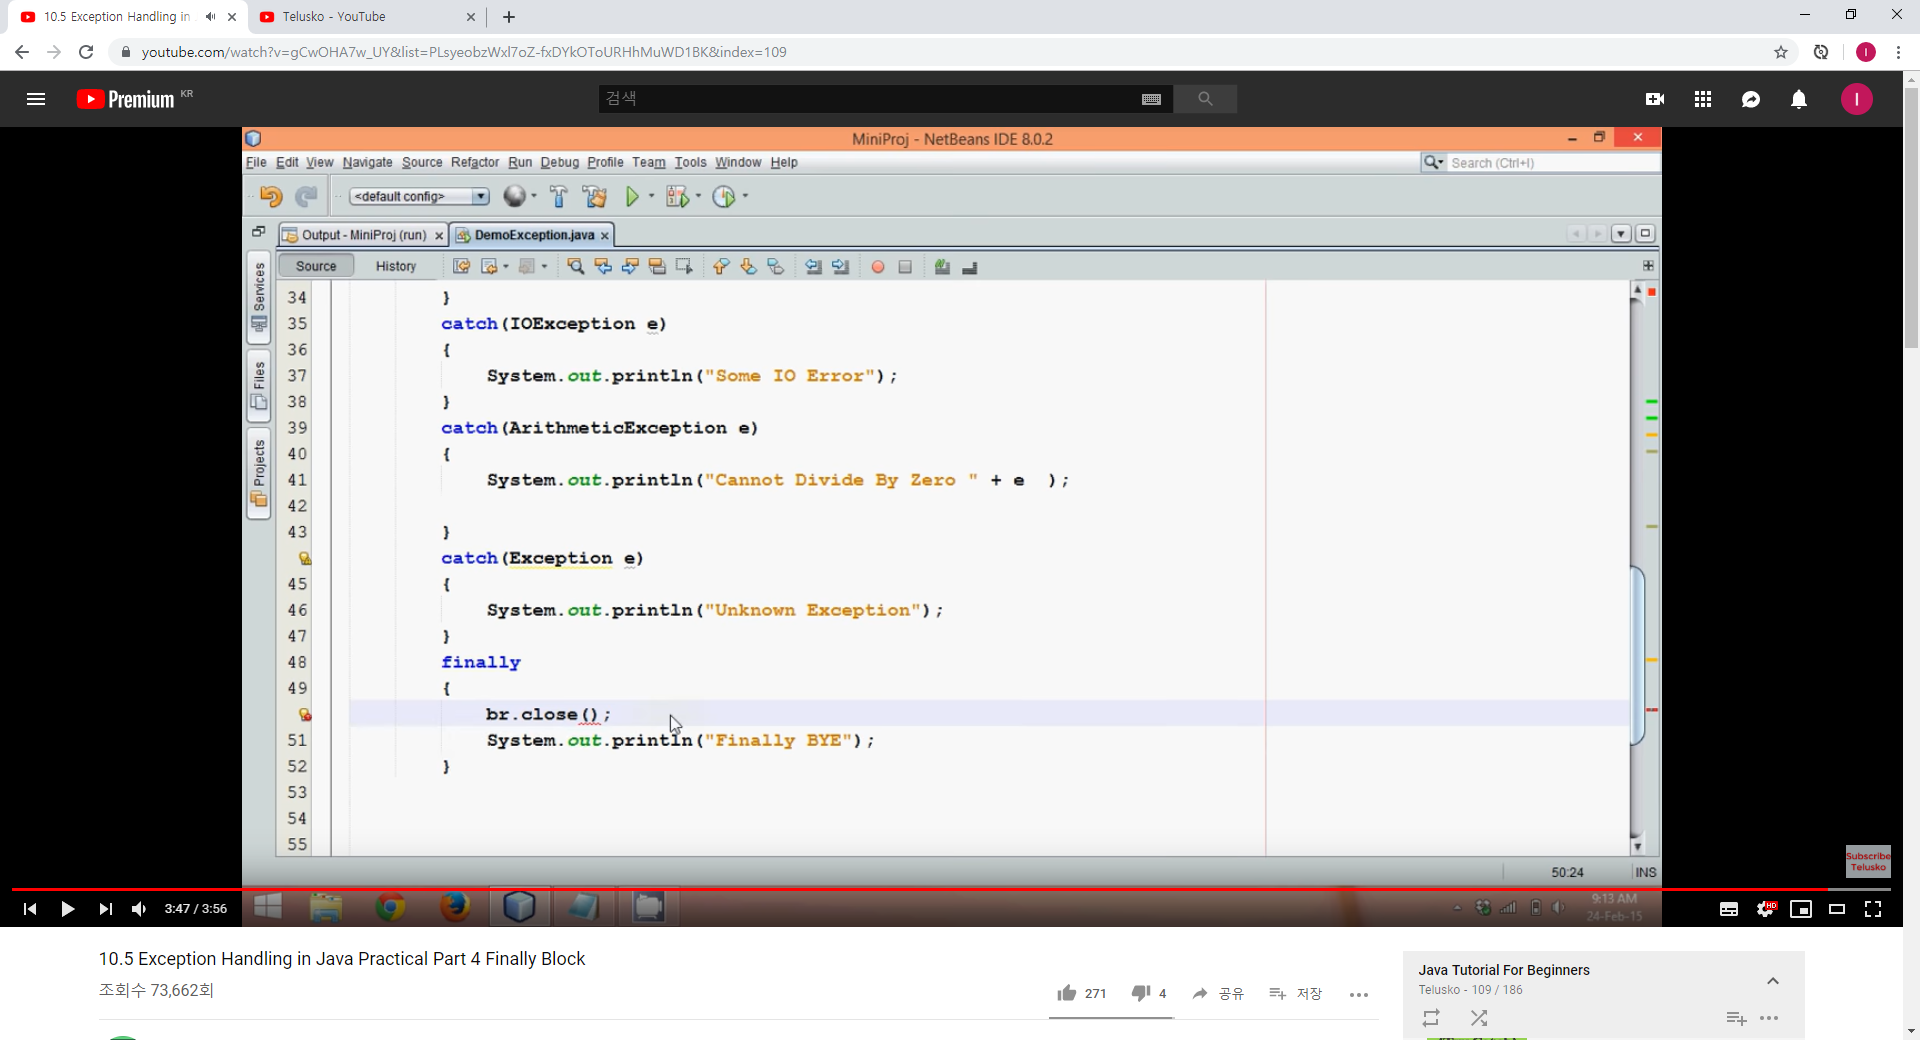 10.5 Exception Handling in
Telusko - YouTube
youtube.com/watch?v=gCwOHA7w_UY&list=PLsyeobzWxl7oZ-fxDYkOToURHhMuWD1BK&index=109
I
Premium KR
검색
I
MiniProj - NetBeans IDE 8.0.2
File Edit View Navigate Source Refactor Run Debug Profile Team Tools Window Help
Search (Ctrl+I)
<default config>
Output - MiniProj (run)
DemoException.java
Source History
Services
Files
Projects
34 }
35 catch(IOException e)
36 {
37 System.out.println("Some IO Error");
38 }
39 catch(ArithmeticException e)
40 {
41 System.out.println("Cannot Divide By Zero " + e );
42
43 }
catch(Exception e)
45 {
46 System.out.println("Unknown Exception");
47 }
48 finally
49 {
br.close();
51 System.out.println("Finally BYE");
52 }
53
54
55
50:24 INS
Subscribe
Telusko
3:47 / 3:56
9:13 AM
24-Feb-15
HD
10.5 Exception Handling in Java Practical Part 4 Finally Block
조회수 73,662회
271 4 공유 저장
Java Tutorial For Beginners
Telusko - 109 / 186